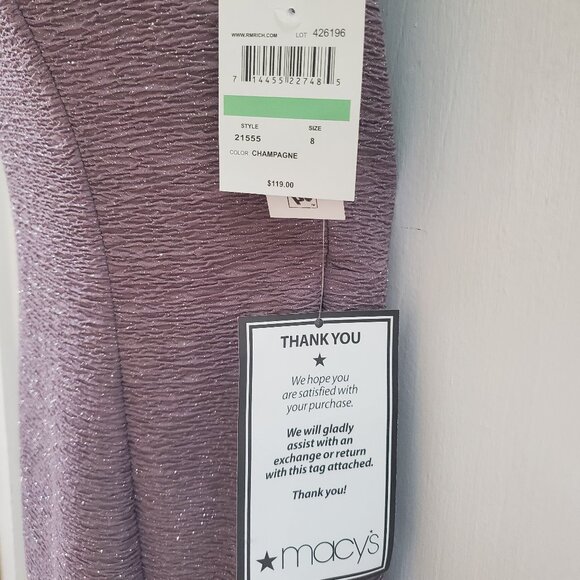 WWW.RMRICH.COM LOT 426196
7 14455 22748 5
STYLE SIZE
21555 8
COLOR: CHAMPAGNE
$119.00
THANK YOU
We hope you
are satisfied with
your purchase.
We will gladly
assist with an
exchange or return
with this tag attached.
Thank you!
★macy's